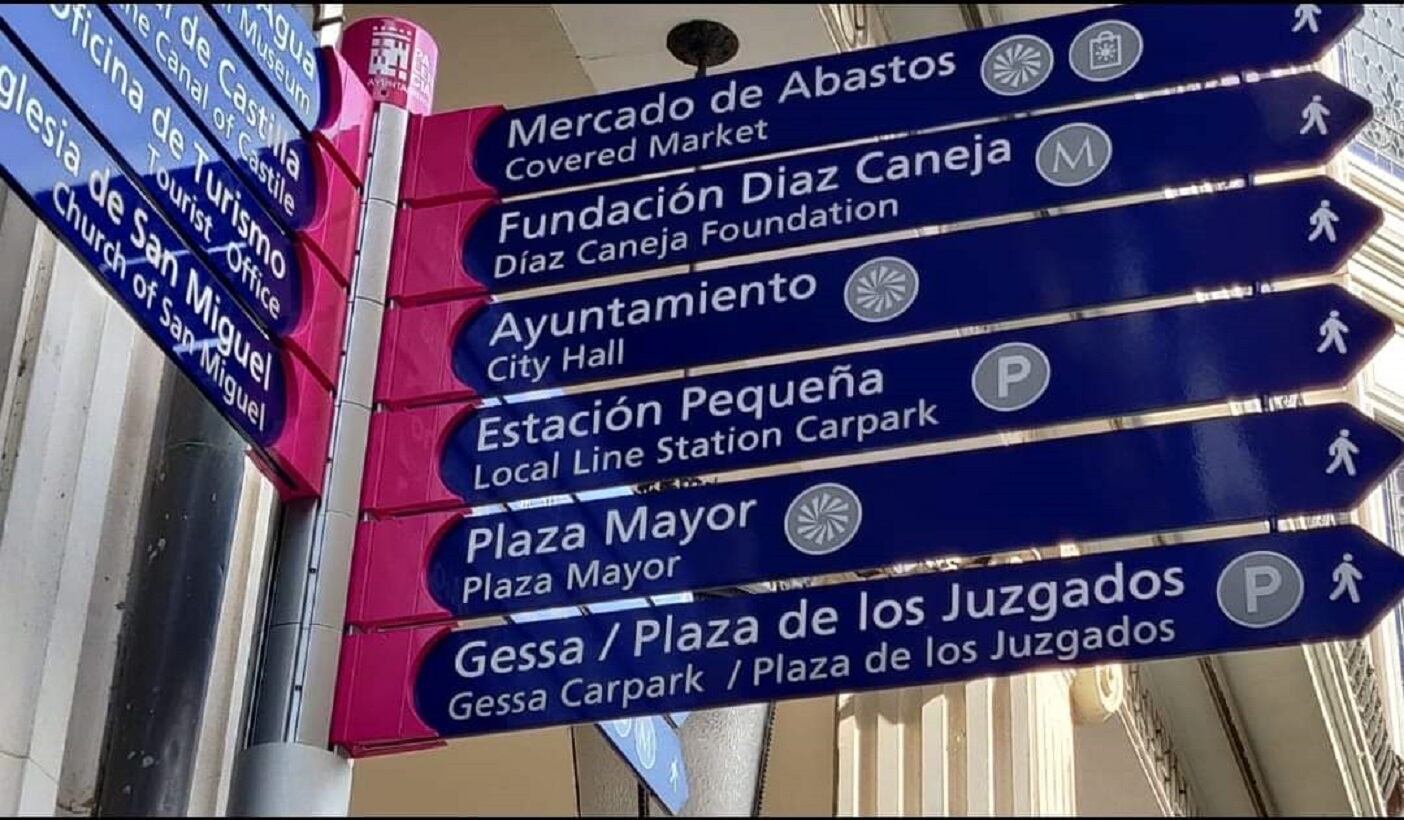 Agua
Museum
de Castilla
the Canal of Castile
Oficina de Turismo
Tourist Office
Iglesia de San Miguel
Church of San Miguel
Mercado de Abastos
Covered Market
Fundación Diaz Caneja
M
Díaz Caneja Foundation
Ayuntamiento
City Hall
Estación Pequeña
P
Local Line Station Carpark
Plaza Mayor
Plaza Mayor
Gessa / Plaza de los Juzgados
P
Gessa Carpark / Plaza de los Juzgados
M